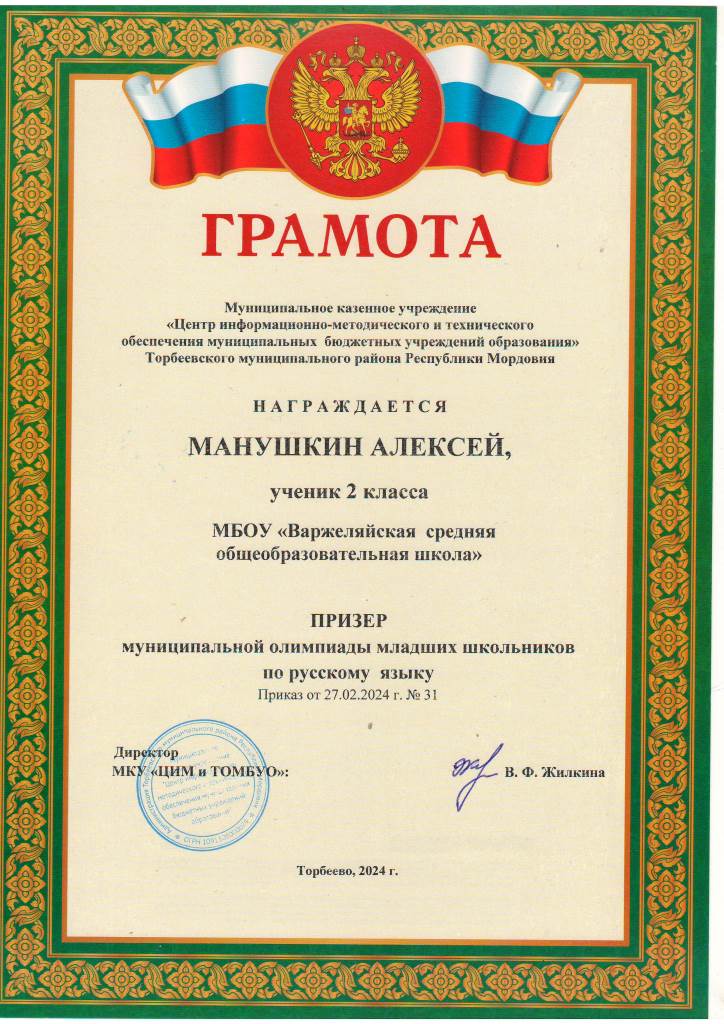 ГРАМОТА
Муниципальное казенное учреждение
«Центр информационно-методического и технического
обеспечения муниципальных бюджетных учреждений образования»
Торбеевского муниципального района Республики Мордовия
НАГРАЖДАЕТСЯ
МАНУШКИН АЛЕКСЕЙ,
ученик 2 класса
МБОУ «Варжеляйская средняя
общеобразовательная школа»
ПРИЗЕР
муниципальной олимпиады младших школьников
по русскому языку
Приказ от 27.02.2024 г. № 31
Директор
МКУ «ЦИМ и ТОМБУО»:
В. Ф. Жилкина
Торбеево, 2024 г.